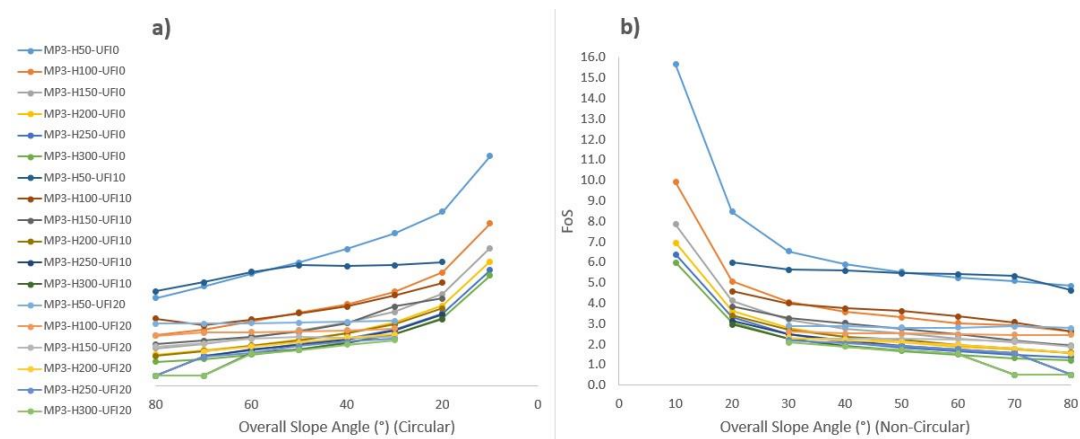 a)
b)
MP3-H50-UFI0
MP3-H100-UFI0
MP3-H150-UFI0
MP3-H200-UFI0
MP3-H250-UFI0
MP3-H300-UFI0
MP3-H50-UFI10
MP3-H100-UFI10
MP3-H150-UFI10
MP3-H200-UFI10
MP3-H250-UFI10
MP3-H300-UFI10
MP3-H50-UFI20
MP3-H100-UFI20
MP3-H150-UFI20
MP3-H200-UFI20
MP3-H250-UFI20
MP3-H300-UFI20
80 60 40 20 0
Overall Slope Angle (°) (Circular)
16.0
15.0
14.0
13.0
12.0
11.0
10.0
9.0
8.0
7.0
6.0
5.0
4.0
3.0
2.0
1.0
0.0
FoS
0 10 20 30 40 50 60 70 80
Overall Slope Angle (°) (Non-Circular)